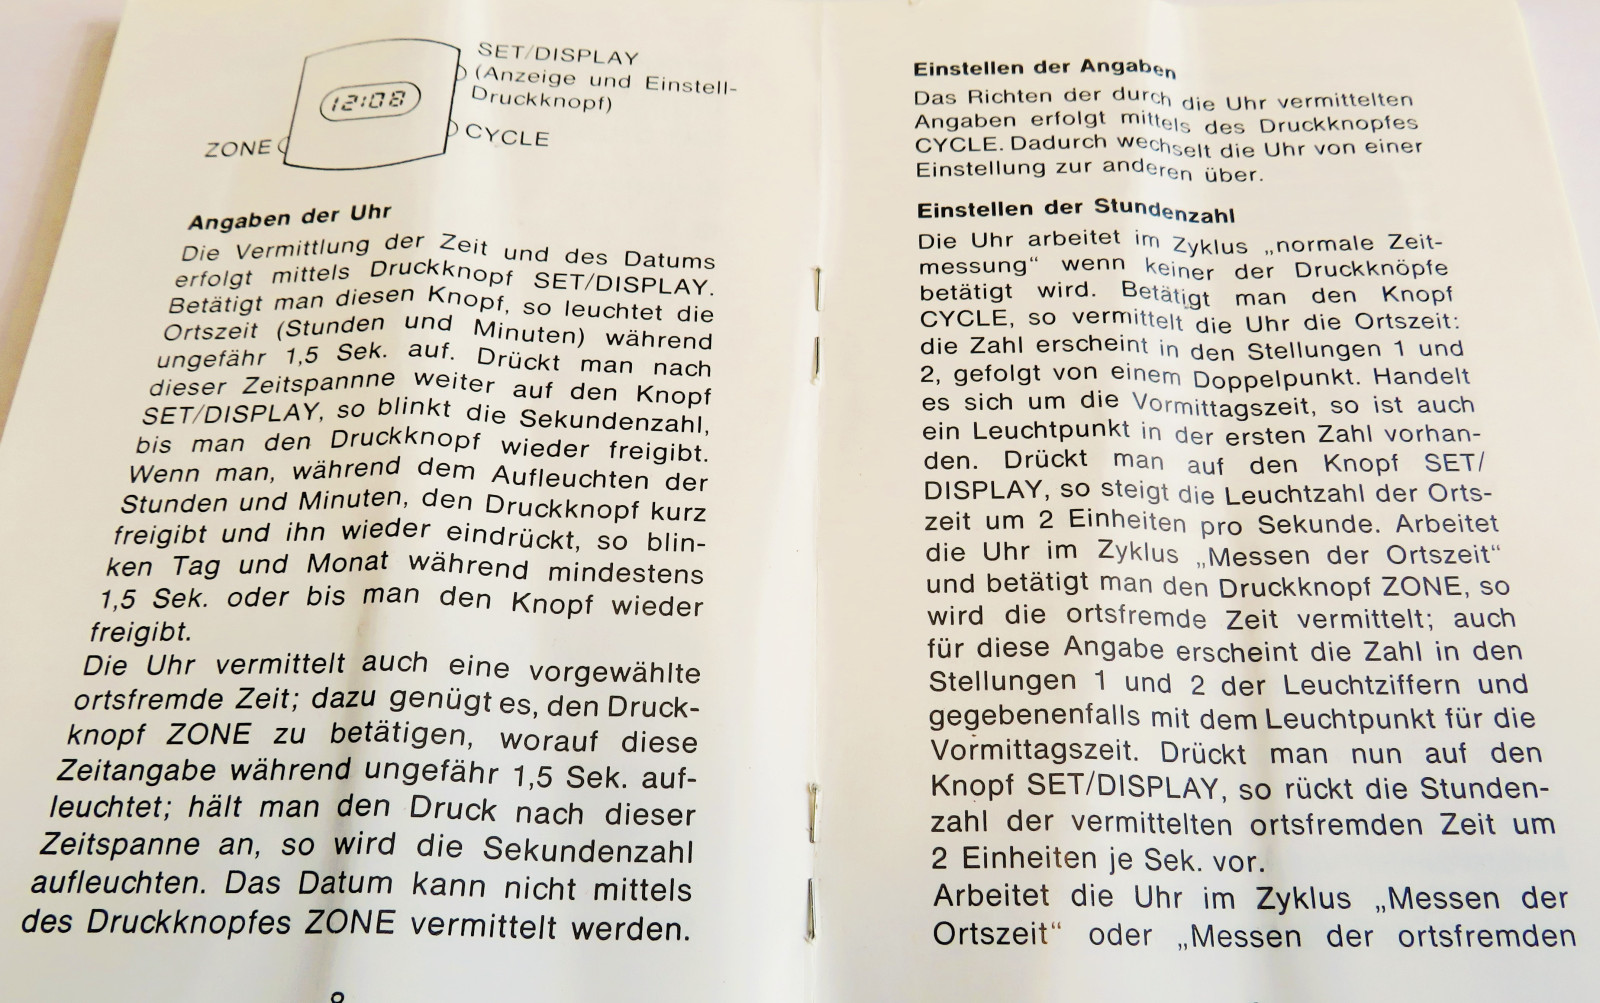 SET/DISPLAY
(Anzeige und Einstell-
Druckknopf)
12:08
CYCLE
ZONE
Angaben der Uhr
Die Vermittlung der Zeit und des Datums
erfolgt mittels Druckknopf SET/DISPLAY.
Betätigt man diesen Knopf, so leuchtet die
Ortszeit (Stunden und Minuten) während
ungefähr 1,5 Sek. auf. Drückt man nach
dieser Zeitspannne weiter auf den Knopf
SET/DISPLAY, so blinkt die Sekundenzahl,
bis man den Druckknopf wieder freigibt.
Wenn man, während dem Aufleuchten der
Stunden und Minuten, den Druckknopf kurz
freigibt und ihn wieder eindrückt, so blin-
ken Tag und Monat während mindestens
1,5 Sek. oder bis man den Knopf wieder
freigibt.
Die Uhr vermittelt auch eine vorgewählte
ortsfremde Zeit; dazu genügt es, den Druck-
knopf ZONE zu betätigen, worauf diese
Zeitangabe während ungefähr 1,5 Sek. auf-
leuchtet; hält man den Druck nach dieser
Zeitspanne an, so wird die Sekundenzahl
aufleuchten. Das Datum kann nicht mittels
des Druckknopfes ZONE vermittelt werden.
Einstellen der Angaben
Das Richten der durch die Uhr vermittelten
Angaben erfolgt mittels des Druckknopfes
CYCLE. Dadurch wechselt die Uhr von einer
Einstellung zur anderen über.
Einstellen der Stundenzahl
Die Uhr arbeitet im Zyklus „normale Zeit-
messung“ wenn keiner der Druckknöpfe
betätigt wird. Betätigt man den Knopf
CYCLE, so vermittelt die Uhr die Ortszeit:
die Zahl erscheint in den Stellungen 1 und
2, gefolgt von einem Doppelpunkt. Handelt
es sich um die Vormittagszeit, so ist auch
ein Leuchtpunkt in der ersten Zahl vorhan-
den. Drückt man auf den Knopf SET/
DISPLAY, so steigt die Leuchtzahl der Orts-
zeit um 2 Einheiten pro Sekunde. Arbeitet
die Uhr im Zyklus „Messen der Ortszeit“
und betätigt man den Druckknopf ZONE, so
wird die ortsfremde Zeit vermittelt; auch
für diese Angabe erscheint die Zahl in den
Stellungen 1 und 2 der Leuchtziffern und
gegebenenfalls mit dem Leuchtpunkt für die
Vormittagszeit. Drückt man nun auf den
Knopf SET/DISPLAY, so rückt die Stunden-
zahl der vermittelten ortsfremden Zeit um
2 Einheiten je Sek. vor.
Arbeitet die Uhr im Zyklus „Messen der
Ortszeit“ oder „Messen der ortsfremden